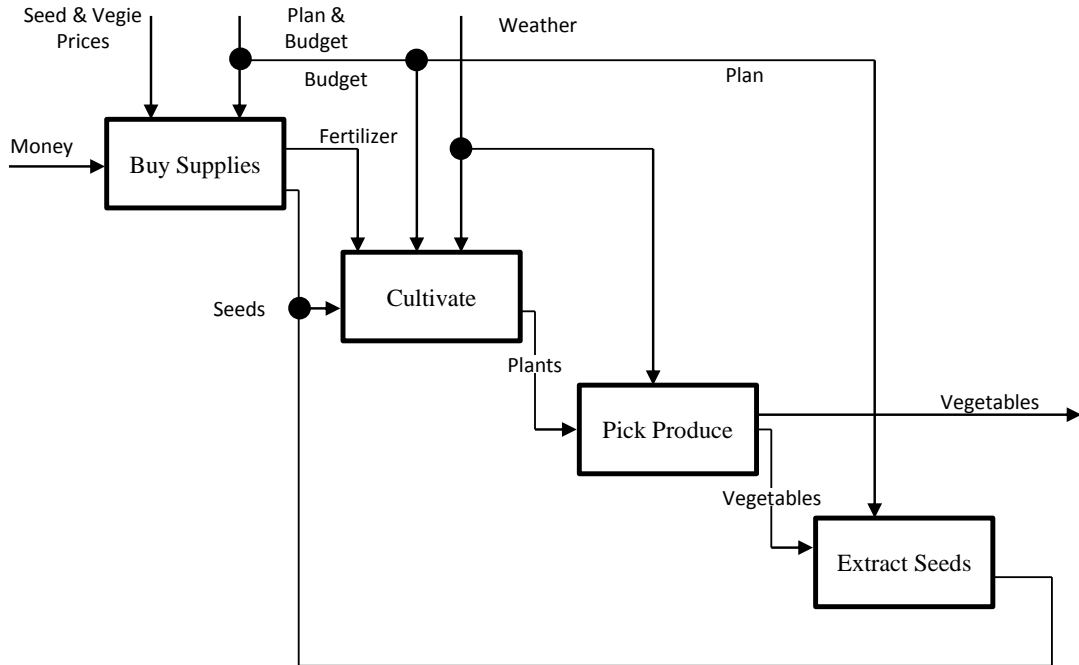 Seed & Vegie
Prices
Plan &
Budget
Weather
Budget
Plan
Money
Fertilizer
Buy Supplies
Cultivate
Seeds
Plants
Vegetables
Pick Produce
Vegetables
Extract Seeds